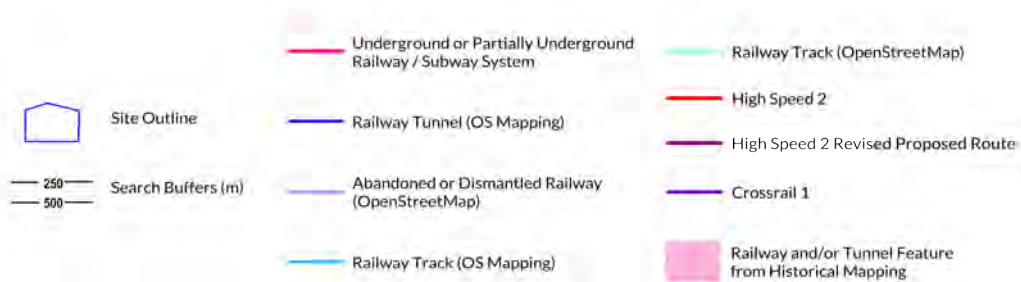 Site Outline
250
500
Search Buffers (m)
Underground or Partially Underground
Railway / Subway System
Railway Tunnel (OS Mapping)
Abandoned or Dismantled Railway
(OpenStreetMap)
Railway Track (OS Mapping)
Railway Track (OpenStreetMap)
High Speed 2
High Speed 2 Revised Proposed Route
Crossrail 1
Railway and/or Tunnel Feature
from Historical Mapping